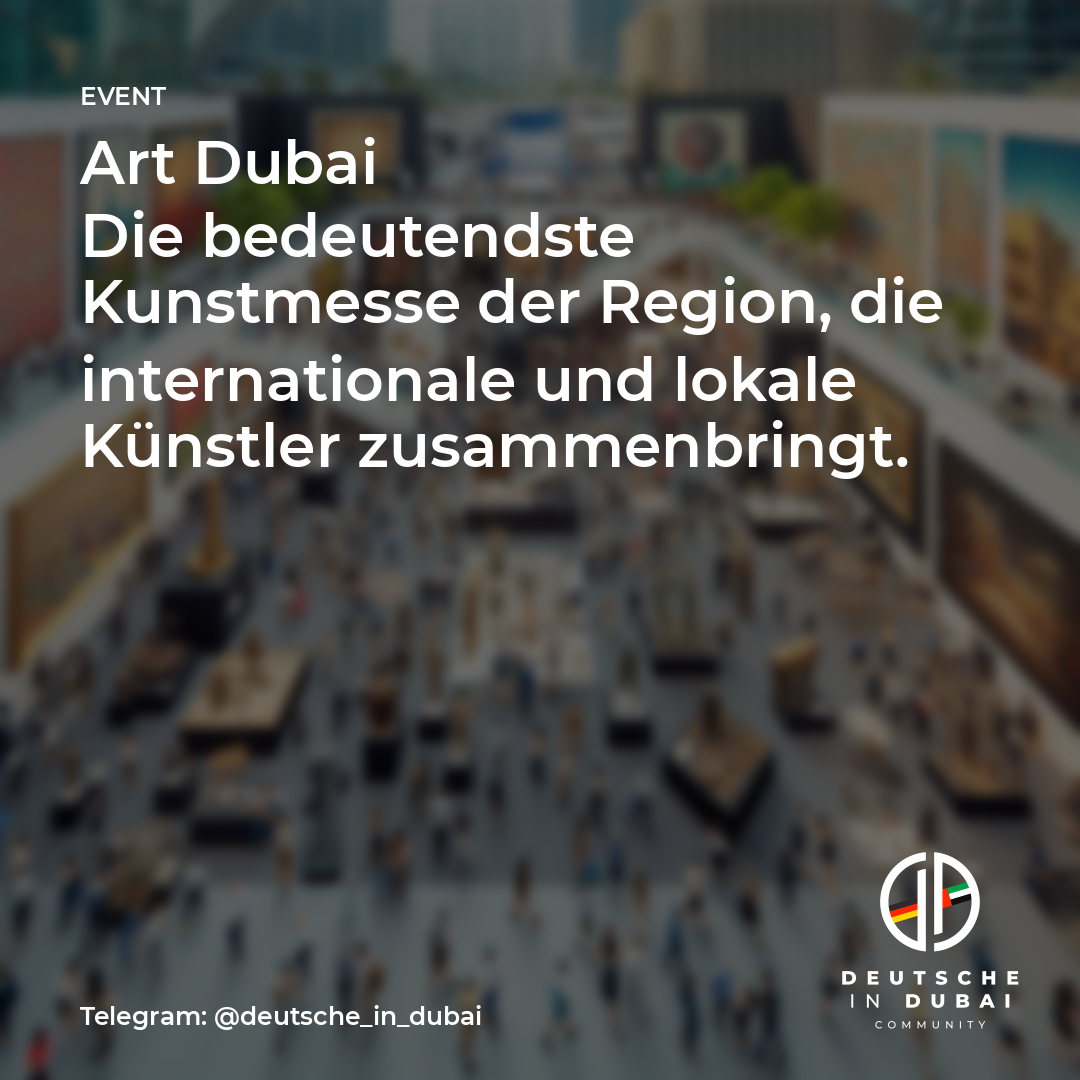 EVENT
Art Dubai
Die bedeutendste
Kunstmesse der Region, die
internationale und lokale
Künstler zusammenbringt.
Telegram: @deutsche_in_dubai
DEUTSCHE
IN DUBAI
COMMUNITY